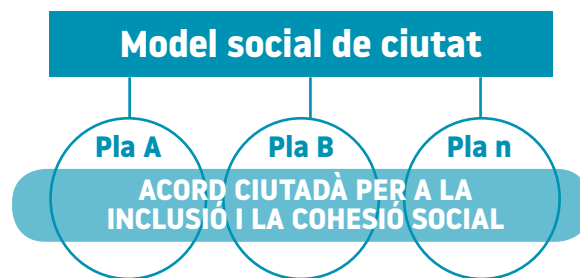 Model social de ciutat
Pla A
Pla B
Pla n
ACORD CIUTADÀ PER A LA
INCLUSIÓ I LA COHESIÓ SOCIAL